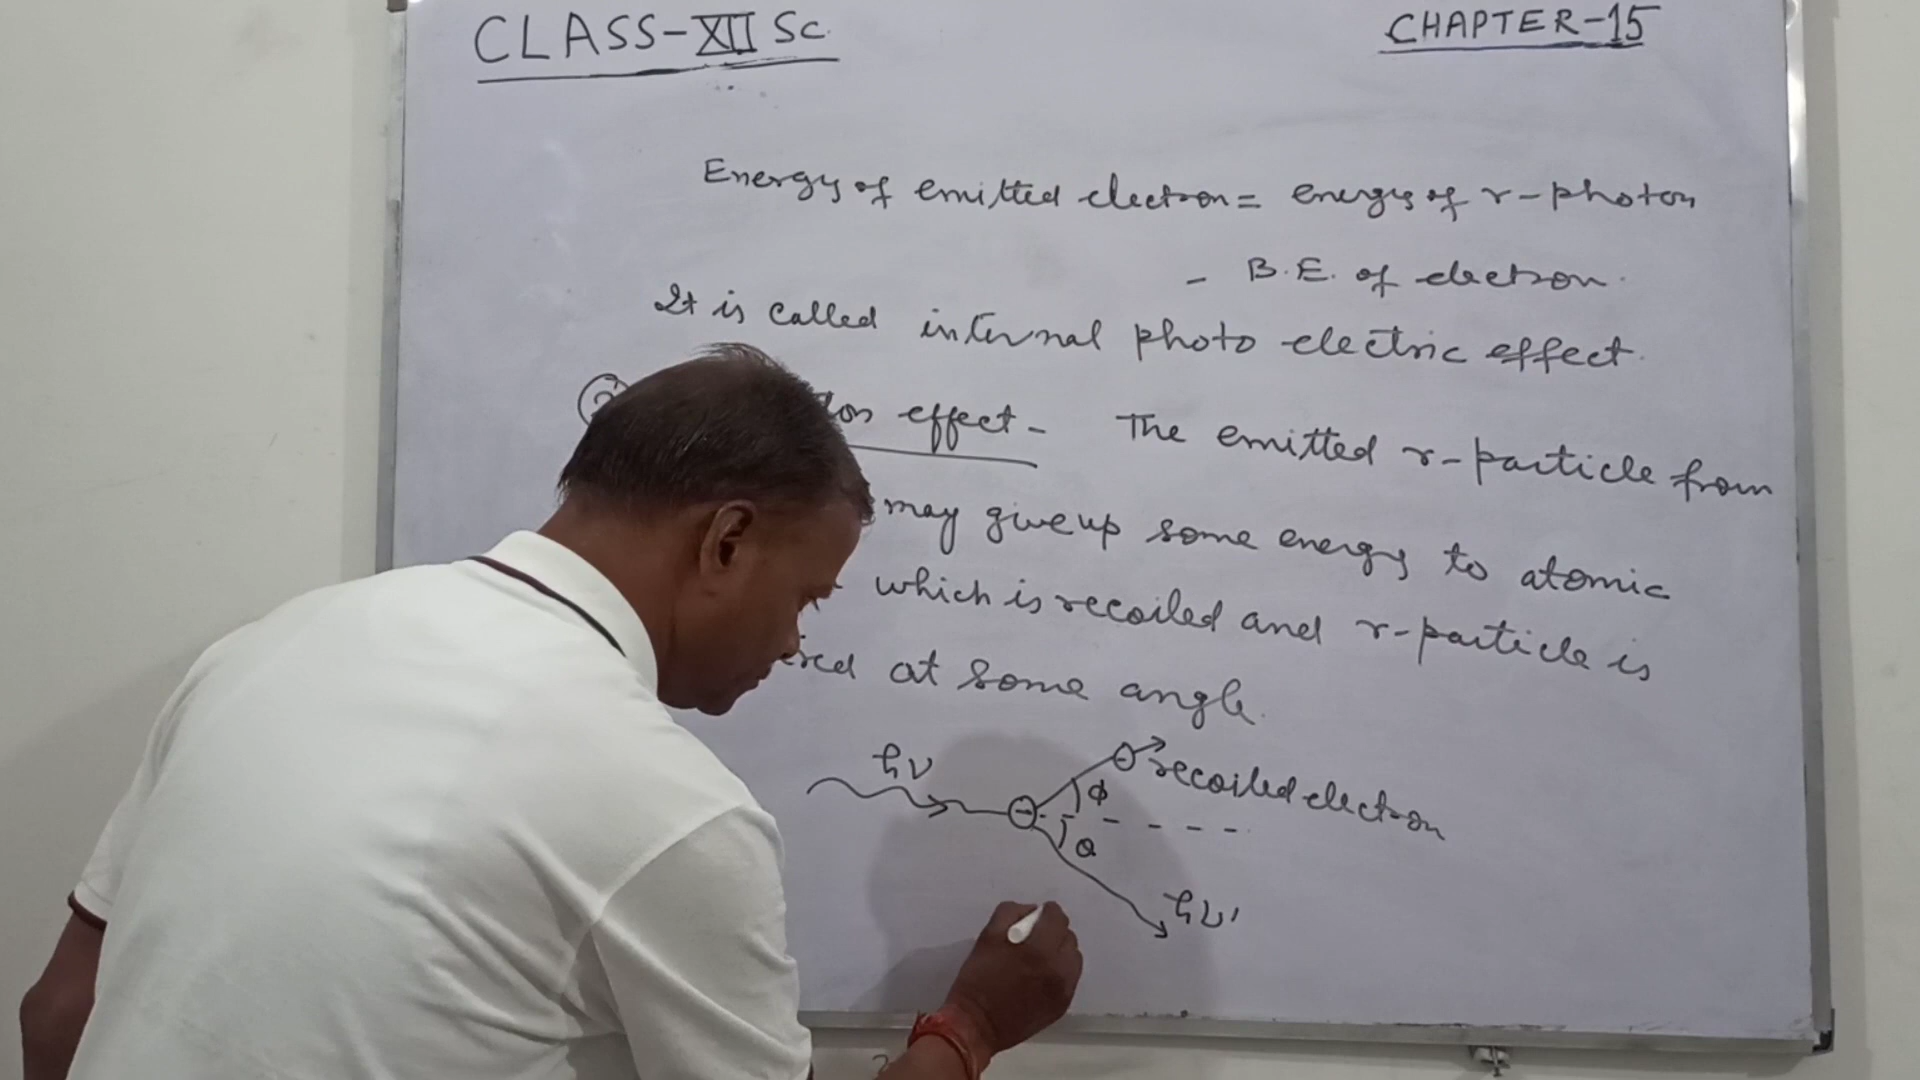 CLASS-XII Sc.
CHAPTER-15
Energy of emitted electron = energy of r-photon
- B.E. of electron.
It is called internal photo electric effect.
effect - The emitted r-particle from
may give up some energy to atomic
which is recoiled and r-particle is
at some angle.
hν
recoiled electron
ϕ
θ
hν'